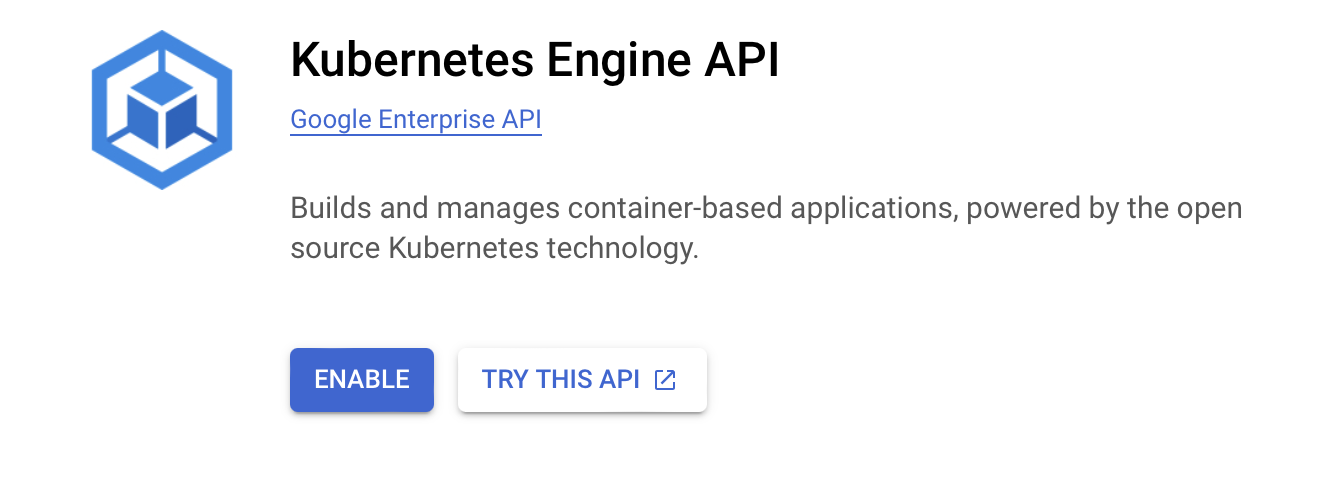 Kubernetes Engine API
Google Enterprise API
Builds and manages container-based applications, powered by the open
source Kubernetes technology.
ENABLE
TRY THIS API